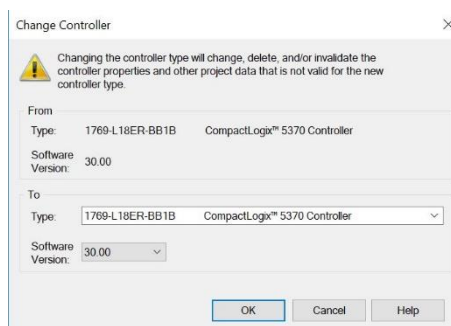 Change Controller
Changing the controller type will change, delete, and/or invalidate the
controller properties and other project data that is not valid for the new
controller type.
From
Type: 1769-L18ER-BB1B CompactLogix™ 5370 Controller
Software
Version: 30.00
To
Type: 1769-L18ER-BB1B CompactLogix™ 5370 Controller
Software
Version: 30.00
OK Cancel Help